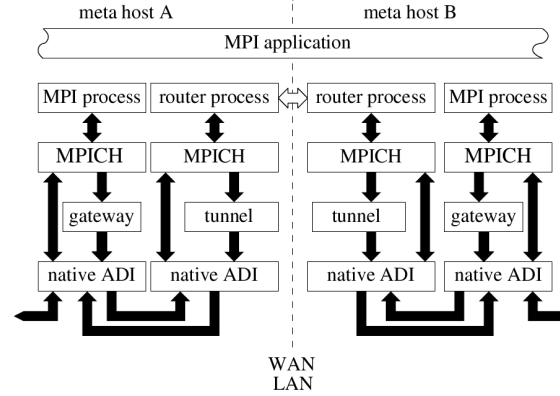 meta host A
meta host B
MPI application
MPI process
router process
router process
MPI process
MPICH
MPICH
MPICH
MPICH
gateway
tunnel
tunnel
gateway
native ADI
native ADI
native ADI
native ADI
WAN
LAN